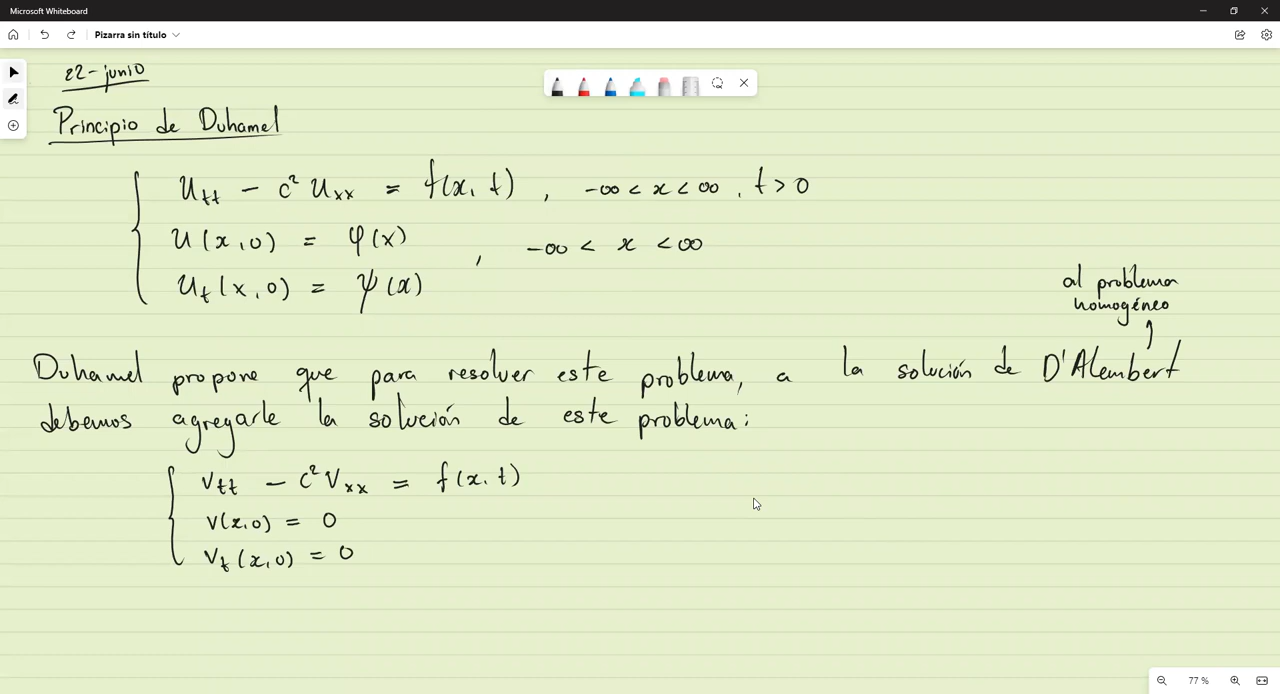 Microsoft Whiteboard
Pizarra sin título
22-junio
Principio de Duhamel
u_tt - c² u_xx = f(x,t) , -∞ < x < ∞ , t > 0
u(x,0) = φ(x)
, -∞ < x < ∞
u_t(x,0) = ψ(x)
al problema
homogéneo
Duhamel propone que para resolver este problema, a la solución de D'Alembert
debemos agregarle la solución de este problema:
v_tt - c² v_xx = f(x,t)
v(x,0) = 0
v_t(x,0) = 0
77 %